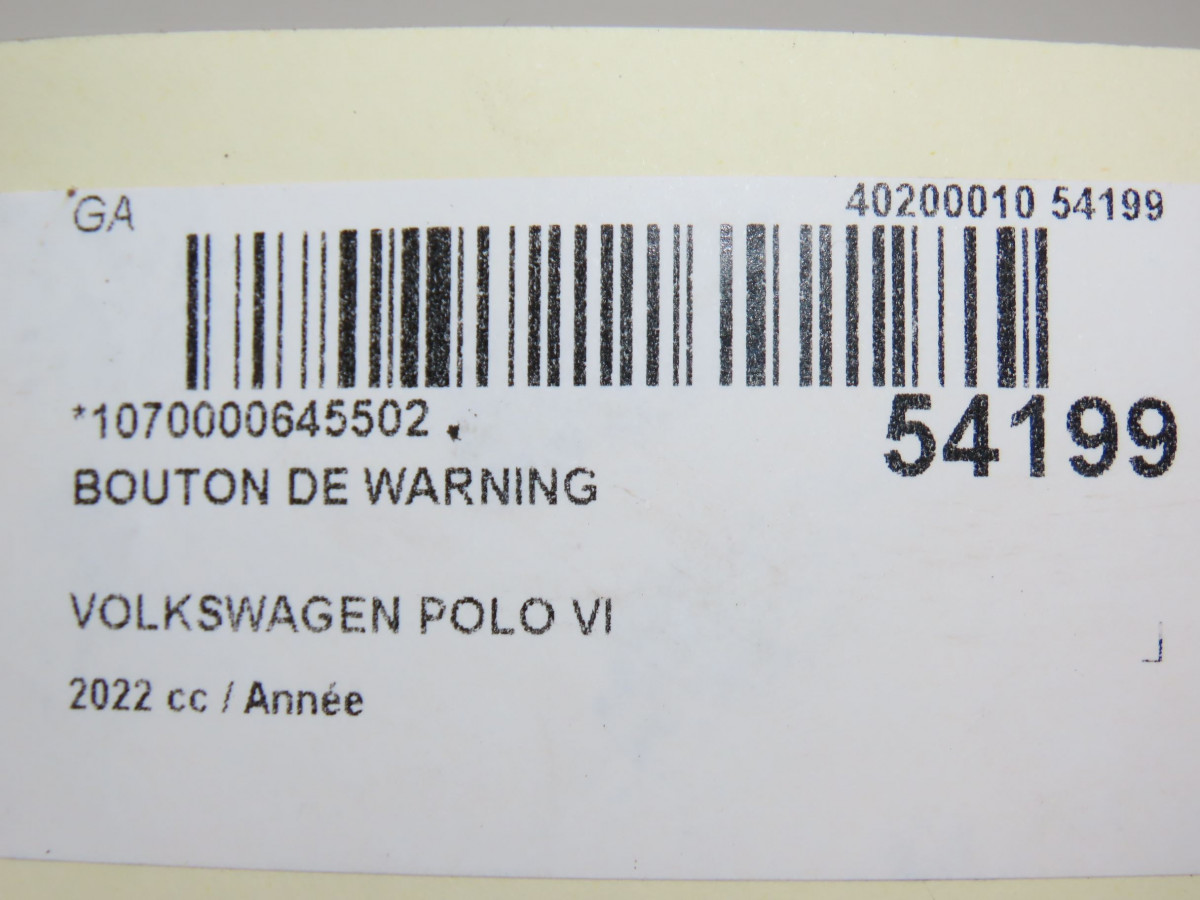 GA
40200010 54199
*1070000645502
54199
BOUTON DE WARNING
VOLKSWAGEN POLO VI
2022 cc / Année